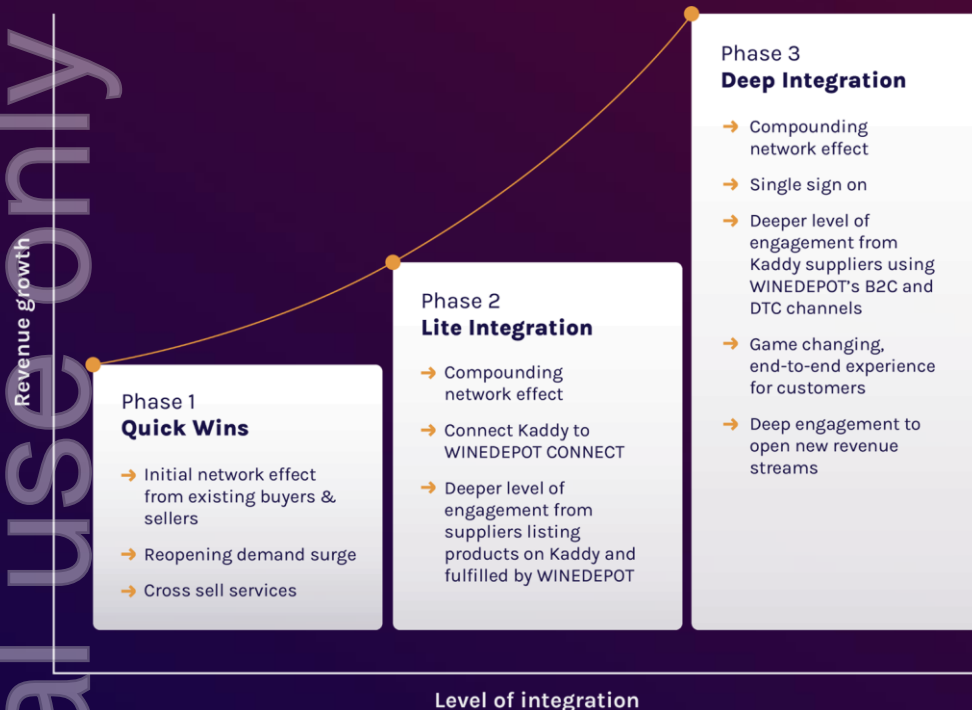 al use only
Revenue growth
Phase 1
Quick Wins
→ Initial network effect
from existing buyers &
sellers
→ Reopening demand surge
→ Cross sell services
Phase 2
Lite Integration
→ Compounding
network effect
→ Connect Kaddy to
WINEDEPOT CONNECT
→ Deeper level of
engagement from
suppliers listing
products on Kaddy and
fulfilled by WINEDEPOT
Phase 3
Deep Integration
→ Compounding
network effect
→ Single sign on
→ Deeper level of
engagement from
Kaddy suppliers using
WINEDEPOT's B2C and
DTC channels
→ Game changing,
end-to-end experience
for customers
→ Deep engagement to
open new revenue
streams
Level of integration